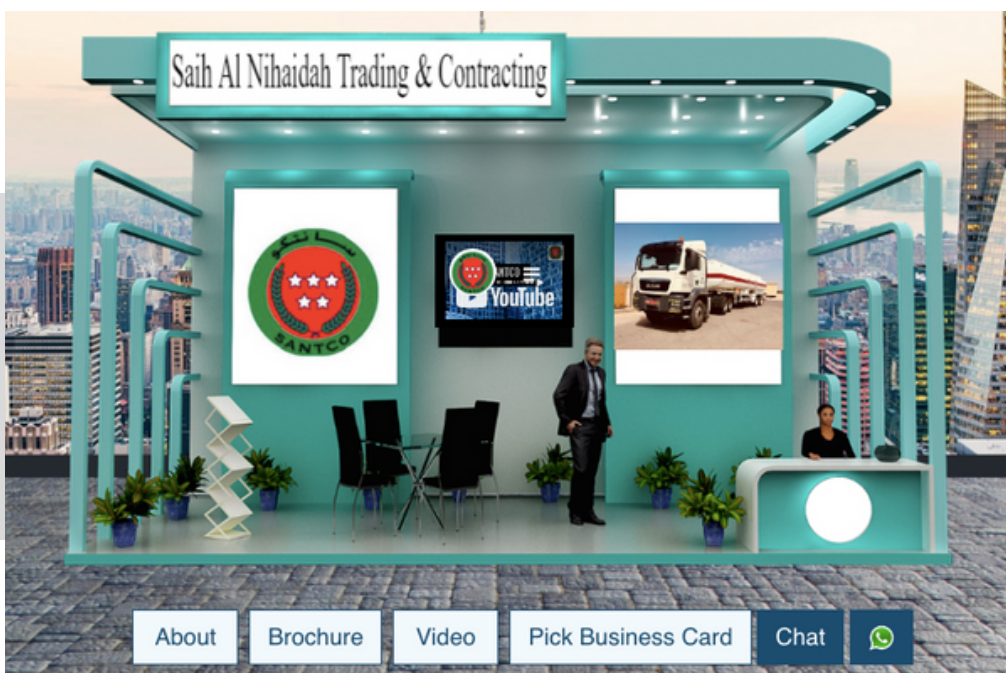 Saih Al Nihaidah Trading & Contracting
سانتكو
SANTCO
SANTCO
YouTube
About
Brochure
Video
Pick Business Card
Chat